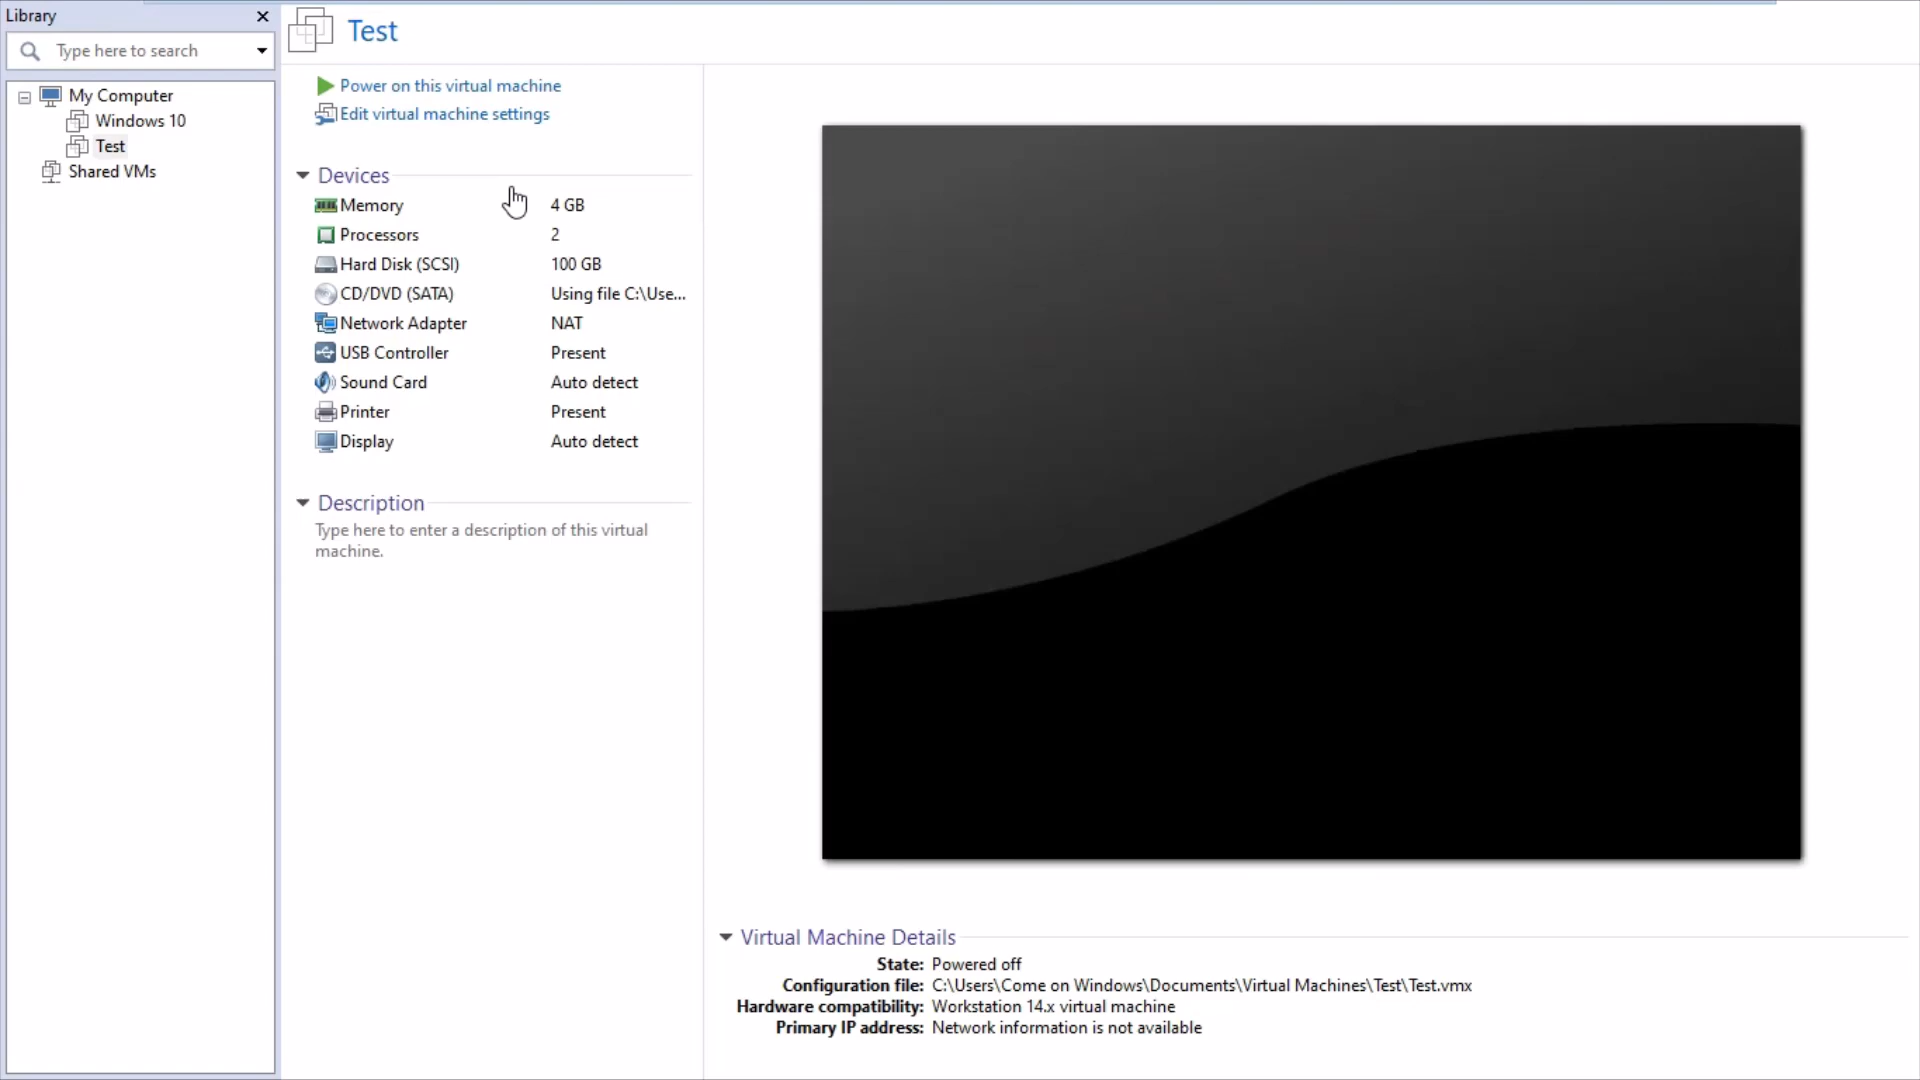 Library
Type here to search
My Computer
Windows 10
Test
Shared VMs
Test
Power on this virtual machine
Edit virtual machine settings
Devices
Memory 4 GB
Processors 2
Hard Disk (SCSI) 100 GB
CD/DVD (SATA) Using file C:\Use...
Network Adapter NAT
USB Controller Present
Sound Card Auto detect
Printer Present
Display Auto detect
Description
Type here to enter a description of this virtual
machine.
Virtual Machine Details
State: Powered off
Configuration file: C:\Users\Come on Windows\Documents\Virtual Machines\Test\Test.vmx
Hardware compatibility: Workstation 14.x virtual machine
Primary IP address: Network information is not available